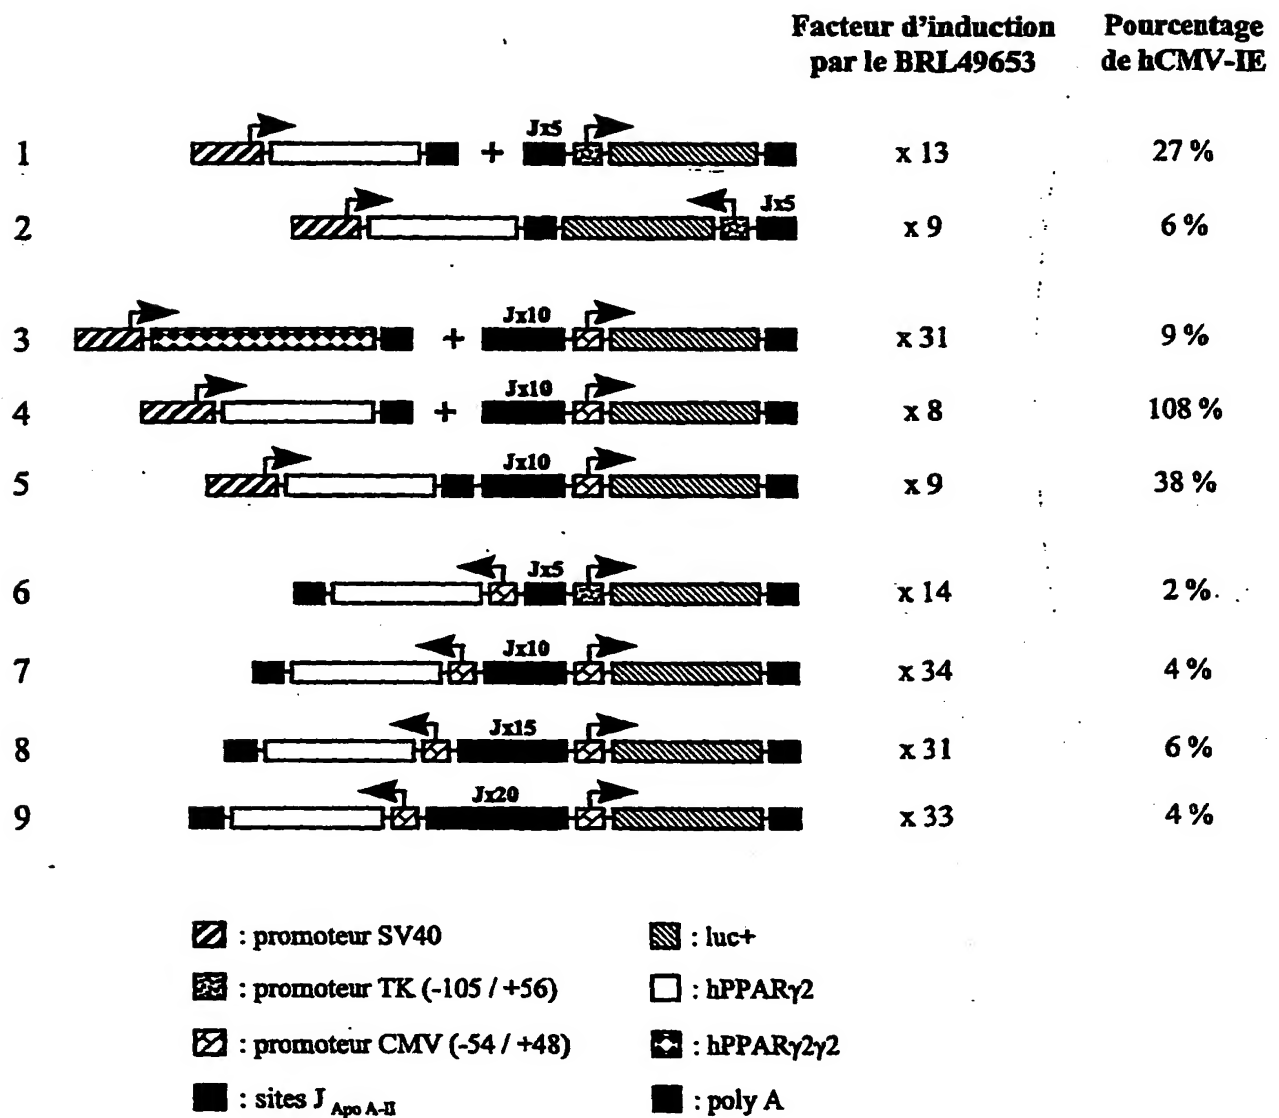 Facteur d'induction par le BRL49653
Pourcentage de hCMV-IE
1 Jx5 + x 13 27 %
2 Jx5 x 9 6 %
3 + Jx10 x 31 9 %
4 + Jx10 x 8 108 %
5 Jx10 x 9 38 %
6 Jx5 x 14 2 %
7 Jx10 x 34 4 %
8 Jx15 x 31 6 %
9 Jx20 x 33 4 %
: promoteur SV40
: promoteur TK (-105 / +56)
: promoteur CMV (-54 / +48)
: sites J Apo A-II
: luc+
: hPPARγ2
: hPPARγ2γ2
: poly A